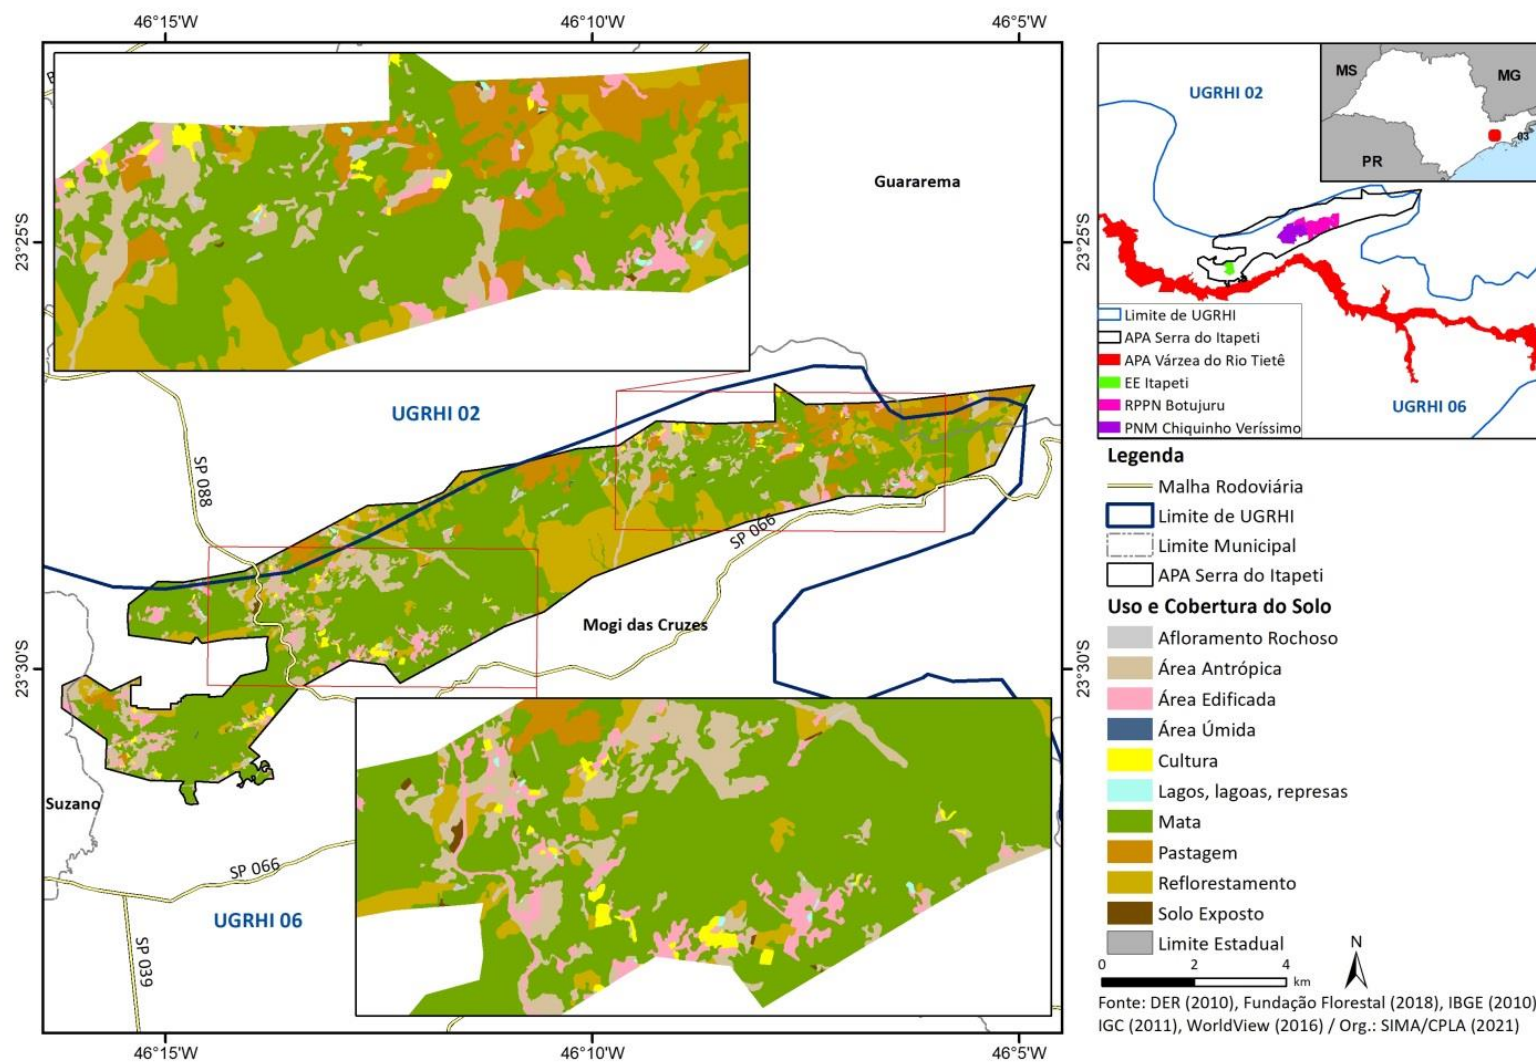 46°15'W
46°10'W
46°5'W
23°25'S
23°25'S
MS
MG
PR
03
UGRHI 02
UGRHI 06
Limite de UGRHI
APA Serra do Itapeti
APA Várzea do Rio Tietê
EE Itapeti
RPPN Botujuru
PNM Chiquinho Veríssimo
Guararema
UGRHI 02
SP 088
SP 066
Mogi das Cruzes
23°30'S
23°30'S
Suzano
SP 066
UGRHI 06
SP 039
Legenda
Malha Rodoviária
Limite de UGRHI
Limite Municipal
APA Serra do Itapeti
Uso e Cobertura do Solo
Afloramento Rochoso
Área Antrópica
Área Edificada
Área Úmida
Cultura
Lagos, lagoas, represas
Mata
Pastagem
Reflorestamento
Solo Exposto
Limite Estadual
N
0 2 4
km
Fonte: DER (2010), Fundação Florestal (2018), IBGE (2010)
IGC (2011), WorldView (2016) / Org.: SIMA/CPLA (2021)
46°15'W
46°10'W
46°5'W